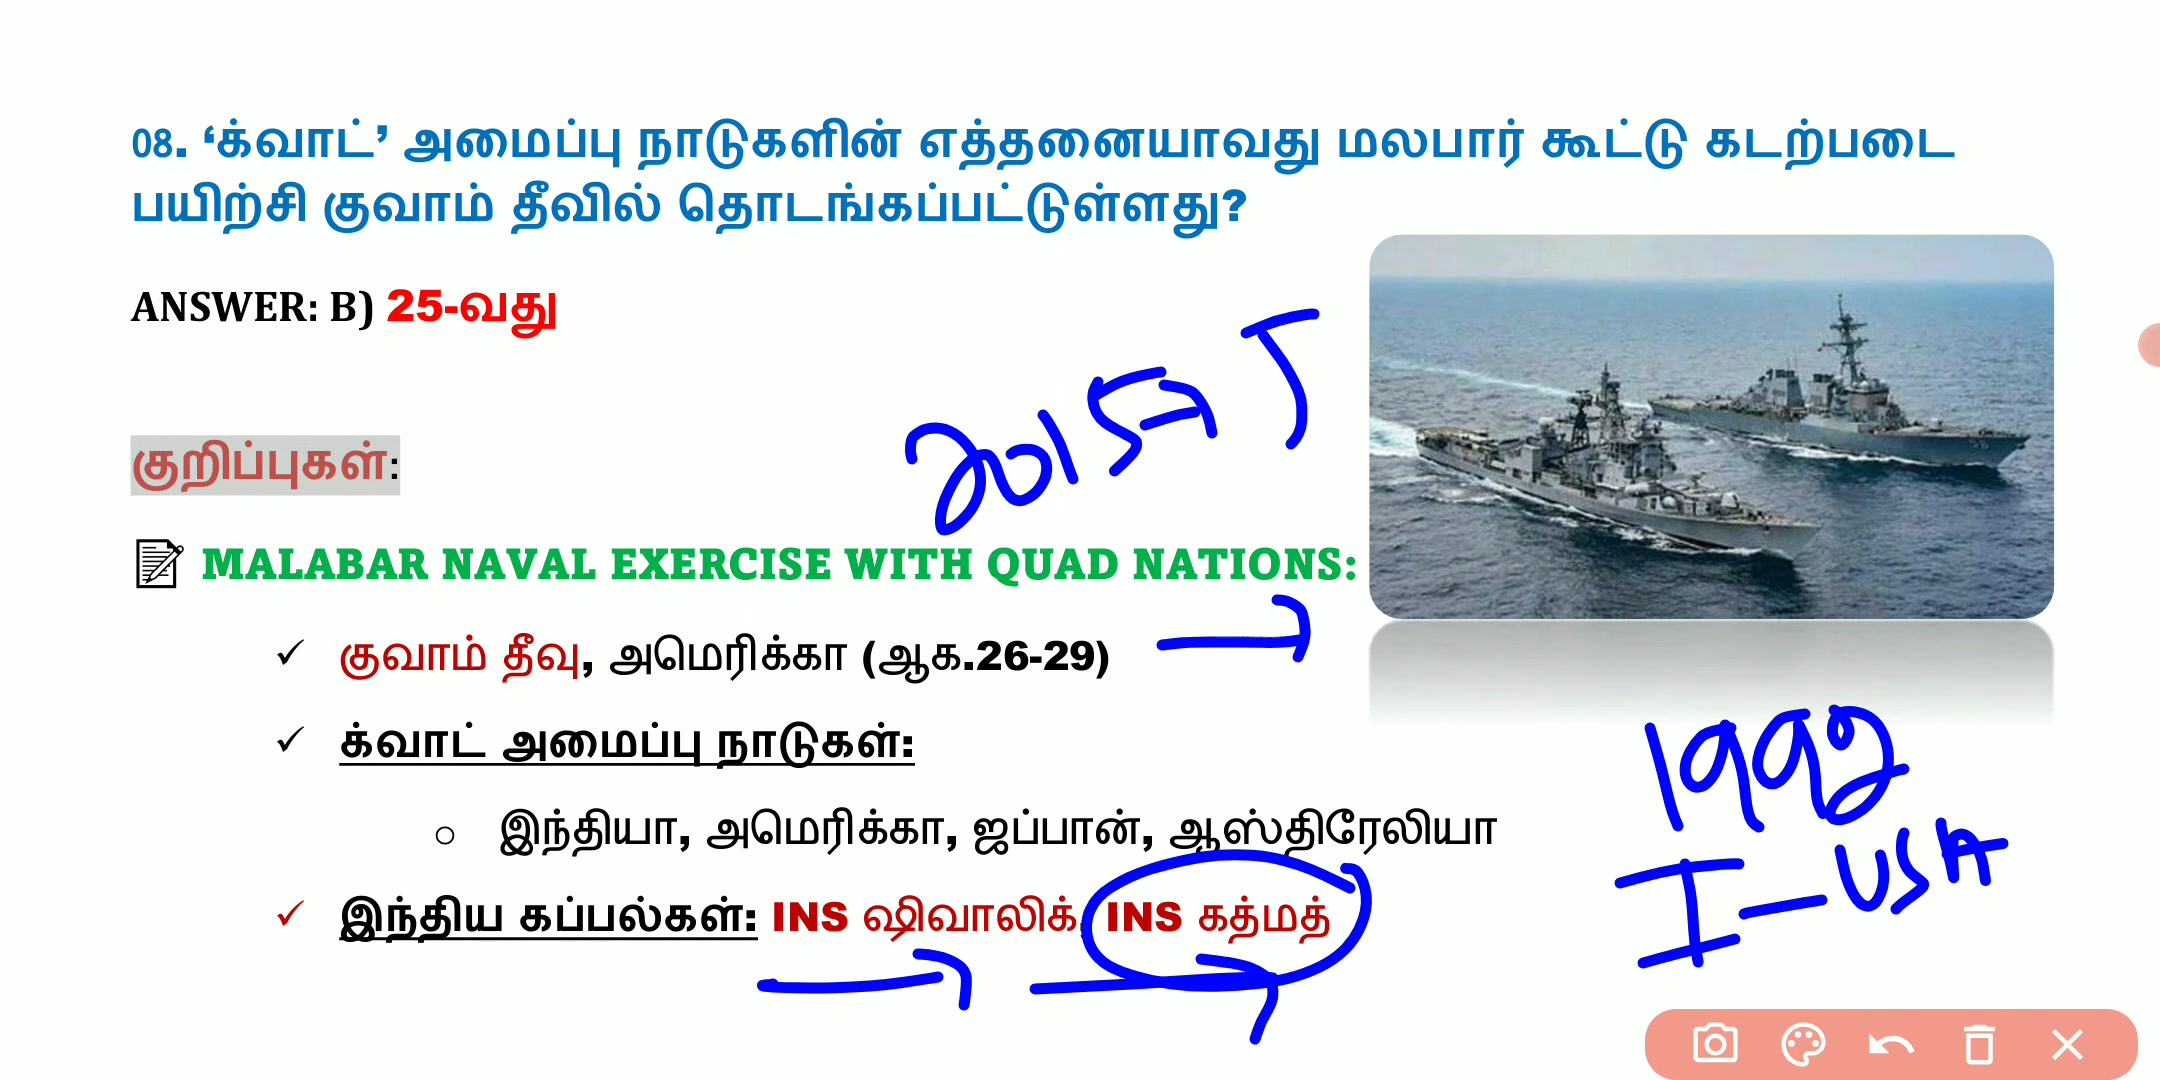 08. ‘க்வாட்’ அமைப்பு நாடுகளின் எத்தனையாவது மலபார் கூட்டு கடற்படை
பயிற்சி குவாம் தீவில் தொடங்கப்பட்டுள்ளது?
ANSWER: B) 25-வது
2015 → J
குறிப்புகள்:
MALABAR NAVAL EXERCISE WITH QUAD NATIONS:
✓ குவாம் தீவு, அமெரிக்கா (ஆக.26-29) →
✓ க்வாட் அமைப்பு நாடுகள்:
1992
o இந்தியா, அமெரிக்கா, ஜப்பான், ஆஸ்திரேலியா
I - USA
✓ இந்திய கப்பல்கள்: INS ஷிவாலிக், INS கத்மத்